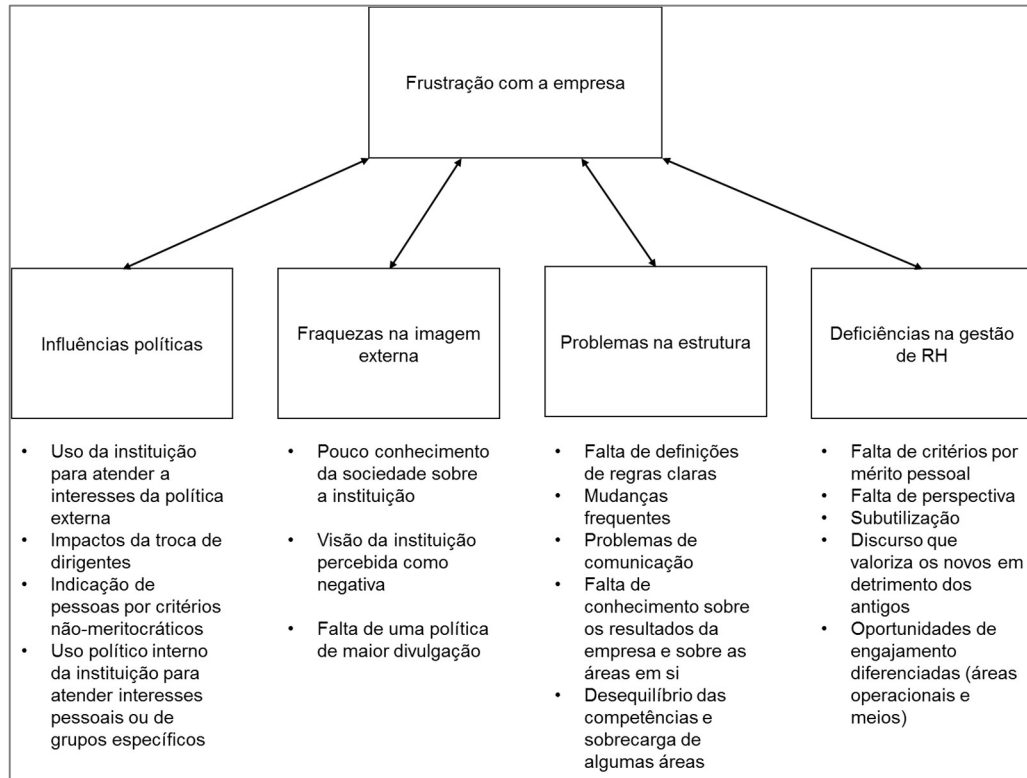 Frustração com a empresa
Influências políticas
Fraquezas na imagem
externa
Problemas na estrutura
Deficiências na gestão
de RH
• Uso da instituição
para atender a
interesses da política
externa
• Impactos da troca de
dirigentes
• Indicação de
pessoas por critérios
não-meritocráticos
• Uso político interno
da instituição para
atender interesses
pessoais ou de
grupos específicos
• Pouco conhecimento
da sociedade sobre
a instituição
• Visão da instituição
percebida como
negativa
• Falta de uma política
de maior divulgação
• Falta de definições
de regras claras
• Mudanças
frequentes
• Problemas de
comunicação
• Falta de
conhecimento sobre
os resultados da
empresa e sobre as
áreas em si
• Desequilíbrio das
competências e
sobrecarga de
algumas áreas
• Falta de critérios por
mérito pessoal
• Falta de perspectiva
• Subutilização
• Discurso que
valoriza os novos em
detrimento dos
antigos
• Oportunidades de
engajamento
diferenciadas (áreas
operacionais e
meios)